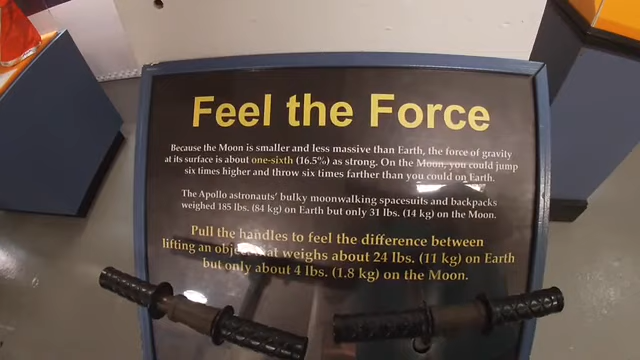 Feel the Force
Because the Moon is smaller and less massive than Earth, the force of gravity
at its surface is about one-sixth (16.5%) as strong. On the Moon, you could jump
six times higher and throw six times farther than you could on Earth.
The Apollo astronauts' bulky moonwalking spacesuits and backpacks
weighed 185 lbs. (84 kg) on Earth but only 31 lbs. (14 kg) on the Moon.
Pull the handles to feel the difference between
lifting an object that weighs about 24 lbs. (11 kg) on Earth
but only about 4 lbs. (1.8 kg) on the Moon.